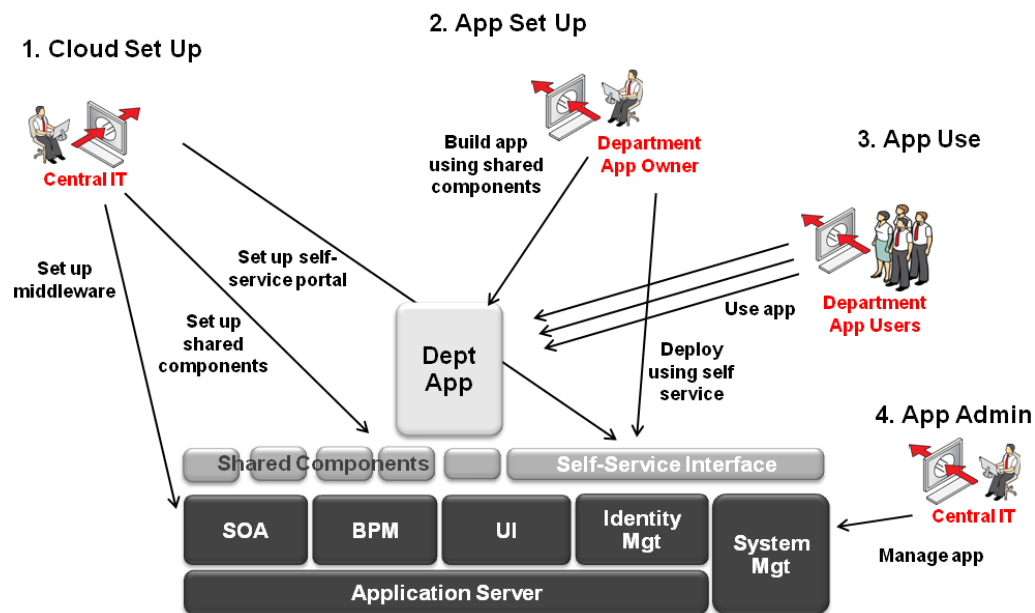 1. Cloud Set Up
2. App Set Up
Central IT
Build app
using shared
components
Department
App Owner
3. App Use
Set up
middleware
Set up self-
service portal
Set up
shared
components
Use app
Department
App Users
Dept
App
Deploy
using self
service
4. App Admin
Shared Components
Self-Service Interface
Central IT
Manage app
SOA
BPM
UI
Identity
Mgt
System
Mgt
Application Server